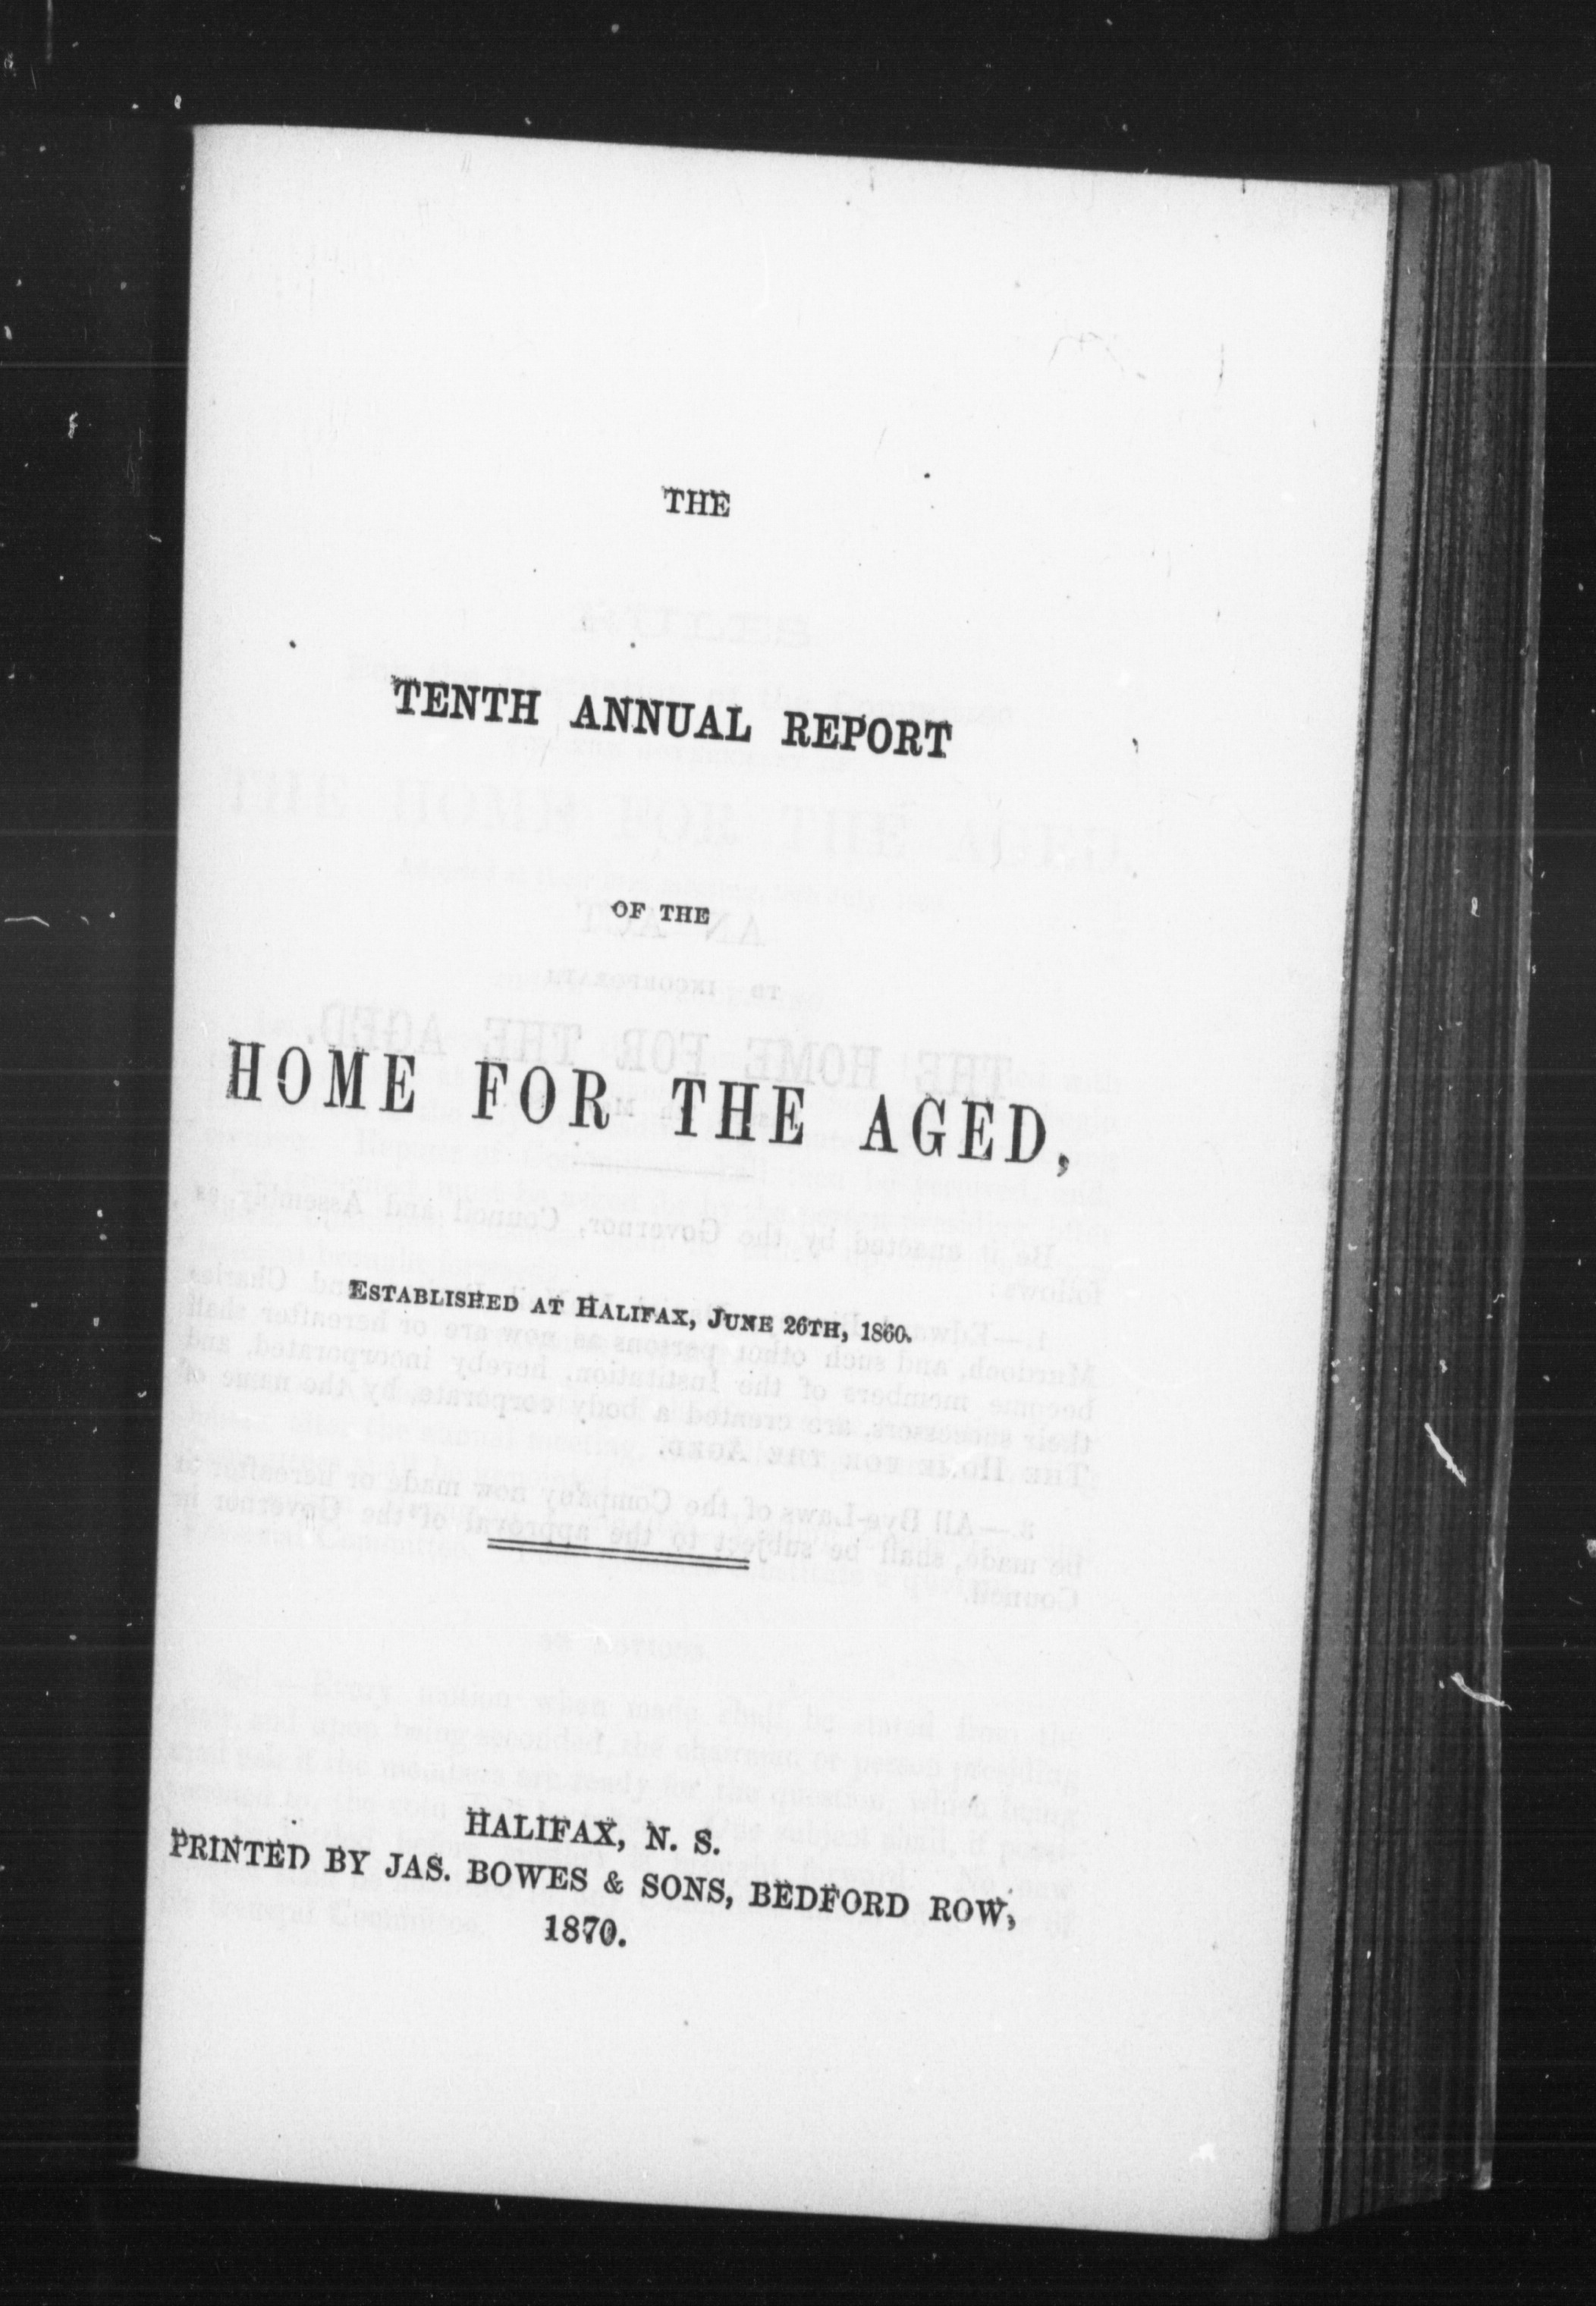 THE
TENTH ANNUAL REPORT
OF THE
HOME FOR THE AGED,
ESTABLISHED AT HALIFAX, JUNE 26TH, 1860.
HALIFAX, N. S.
PRINTED BY JAS. BOWES & SONS, BEDFORD ROW,
1870.